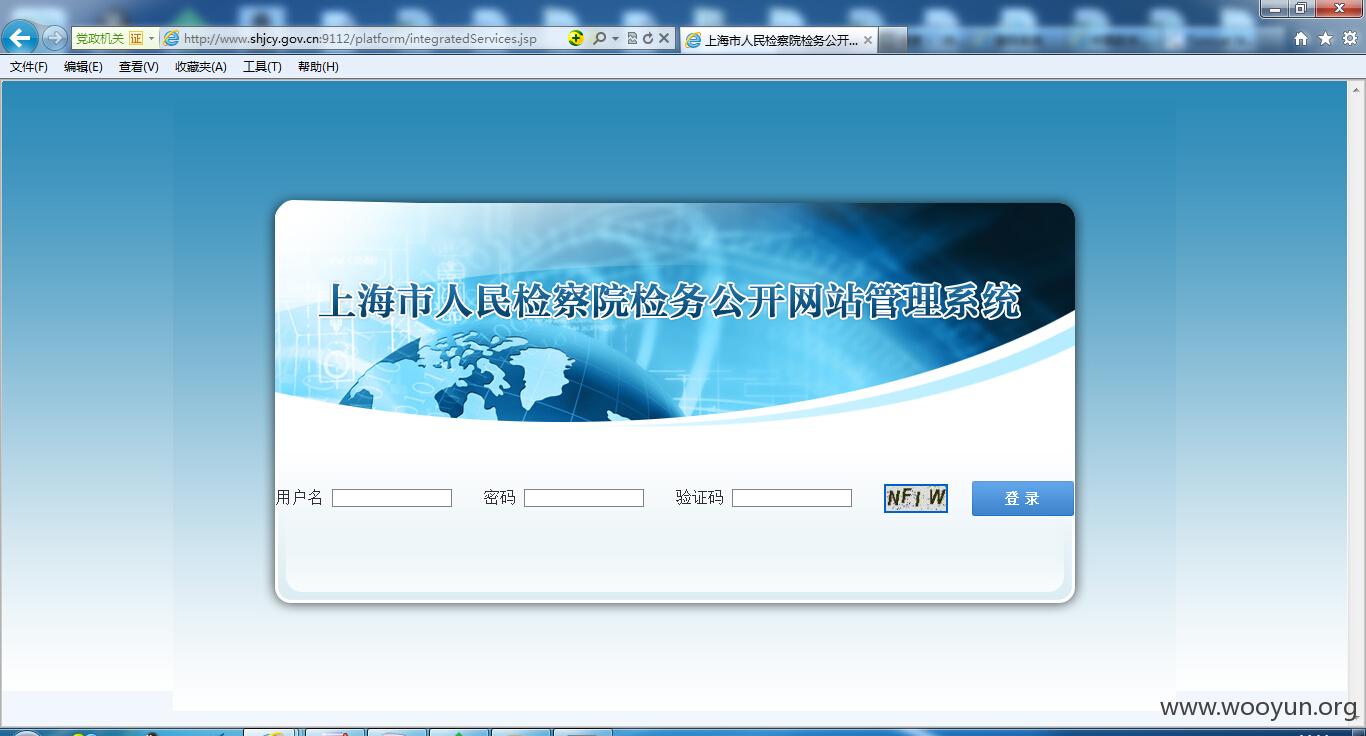 党政机关 证 http://www.shjcy.gov.cn:9112/platform/integratedServices.jsp 上海市人民检察院检务公开...
文件(F) 编辑(E) 查看(V) 收藏夹(A) 工具(T) 帮助(H)
上海市人民检察院检务公开网站管理系统
用户名 密码 验证码 NFIW 登录
www.wooyun.org